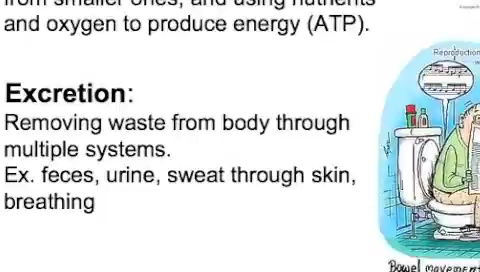 from smaller ones, and using nutrients
and oxygen to produce energy (ATP).
Reproduction
Excretion:
Removing waste from body through
multiple systems.
Ex. feces, urine, sweat through skin,
breathing
Bowel movement